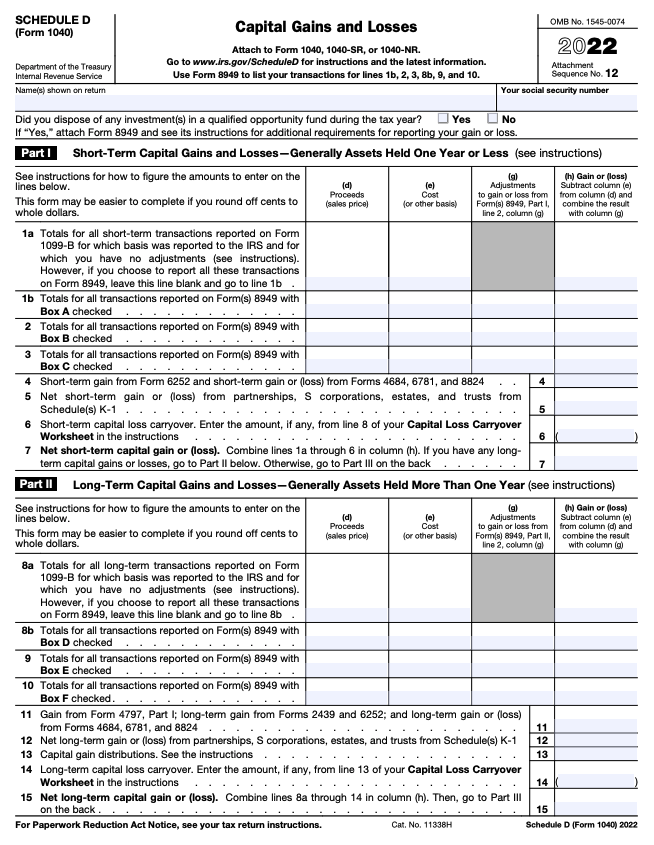 SCHEDULE D
(Form 1040)
Department of the Treasury
Internal Revenue Service
Capital Gains and Losses
Attach to Form 1040, 1040-SR, or 1040-NR.
Go to www.irs.gov/ScheduleD for instructions and the latest information.
Use Form 8949 to list your transactions for lines 1b, 2, 3, 8b, 9, and 10.
OMB No. 1545-0074
2022
Attachment
Sequence No. 12
Name(s) shown on return
Your social security number
Did you dispose of any investment(s) in a qualified opportunity fund during the tax year? Yes No
If “Yes,” attach Form 8949 and see its instructions for additional requirements for reporting your gain or loss.
Part I Short-Term Capital Gains and Losses—Generally Assets Held One Year or Less (see instructions)
See instructions for how to figure the amounts to enter on the
lines below.
This form may be easier to complete if you round off cents to
whole dollars.
(d)
Proceeds
(sales price)
(e)
Cost
(or other basis)
(g)
Adjustments
to gain or loss from
Form(s) 8949, Part I,
line 2, column (g)
(h) Gain or (loss)
Subtract column (e)
from column (d) and
combine the result
with column (g)
1a Totals for all short-term transactions reported on Form
1099-B for which basis was reported to the IRS and for
which you have no adjustments (see instructions).
However, if you choose to report all these transactions
on Form 8949, leave this line blank and go to line 1b .
1b Totals for all transactions reported on Form(s) 8949 with
Box A checked . . . . . . . . . . . . .
2 Totals for all transactions reported on Form(s) 8949 with
Box B checked . . . . . . . . . . . . .
3 Totals for all transactions reported on Form(s) 8949 with
Box C checked . . . . . . . . . . . . .
4 Short-term gain from Form 6252 and short-term gain or (loss) from Forms 4684, 6781, and 8824 . . 4
5 Net short-term gain or (loss) from partnerships, S corporations, estates, and trusts from
Schedule(s) K-1 . . . . . . . . . . . . . . . . . . . . . . . . . . . . . 5
6 Short-term capital loss carryover. Enter the amount, if any, from line 8 of your Capital Loss Carryover
Worksheet in the instructions . . . . . . . . . . . . . . . . . . . . . . . . 6 ( )
7 Net short-term capital gain or (loss). Combine lines 1a through 6 in column (h). If you have any long-
term capital gains or losses, go to Part II below. Otherwise, go to Part III on the back . . . . . . 7
Part II Long-Term Capital Gains and Losses—Generally Assets Held More Than One Year (see instructions)
See instructions for how to figure the amounts to enter on the
lines below.
This form may be easier to complete if you round off cents to
whole dollars.
(d)
Proceeds
(sales price)
(e)
Cost
(or other basis)
(g)
Adjustments
to gain or loss from
Form(s) 8949, Part II,
line 2, column (g)
(h) Gain or (loss)
Subtract column (e)
from column (d) and
combine the result
with column (g)
8a Totals for all long-term transactions reported on Form
1099-B for which basis was reported to the IRS and for
which you have no adjustments (see instructions).
However, if you choose to report all these transactions
on Form 8949, leave this line blank and go to line 8b .
8b Totals for all transactions reported on Form(s) 8949 with
Box D checked . . . . . . . . . . . . .
9 Totals for all transactions reported on Form(s) 8949 with
Box E checked . . . . . . . . . . . . .
10 Totals for all transactions reported on Form(s) 8949 with
Box F checked . . . . . . . . . . . . . .
11 Gain from Form 4797, Part I; long-term gain from Forms 2439 and 6252; and long-term gain or (loss)
from Forms 4684, 6781, and 8824 . . . . . . . . . . . . . . . . . . . . . . . 11
12 Net long-term gain or (loss) from partnerships, S corporations, estates, and trusts from Schedule(s) K-1 12
13 Capital gain distributions. See the instructions . . . . . . . . . . . . . . . . . . . 13
14 Long-term capital loss carryover. Enter the amount, if any, from line 13 of your Capital Loss Carryover
Worksheet in the instructions . . . . . . . . . . . . . . . . . . . . . . . . 14 ( )
15 Net long-term capital gain or (loss). Combine lines 8a through 14 in column (h). Then, go to Part III
on the back . . . . . . . . . . . . . . . . . . . . . . . . . . . . . . . 15
For Paperwork Reduction Act Notice, see your tax return instructions. Cat. No. 11338H Schedule D (Form 1040) 2022